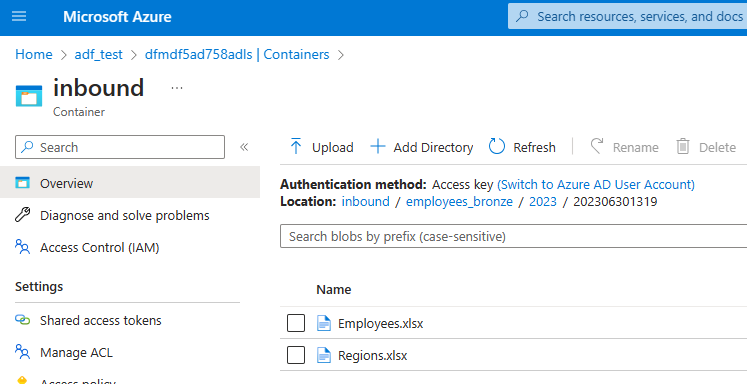 Microsoft Azure
Search resources, services, and docs
Home > adf_test > dfmdf5ad758adls | Containers >
inbound ...
Container
Search «
Overview
Diagnose and solve problems
Access Control (IAM)
Settings
Shared access tokens
Manage ACL
Access policy
Upload + Add Directory Refresh Rename Delete
Authentication method: Access key (Switch to Azure AD User Account)
Location: inbound / employees_bronze / 2023 / 202306301319
Search blobs by prefix (case-sensitive)
Name
Employees.xlsx
Regions.xlsx